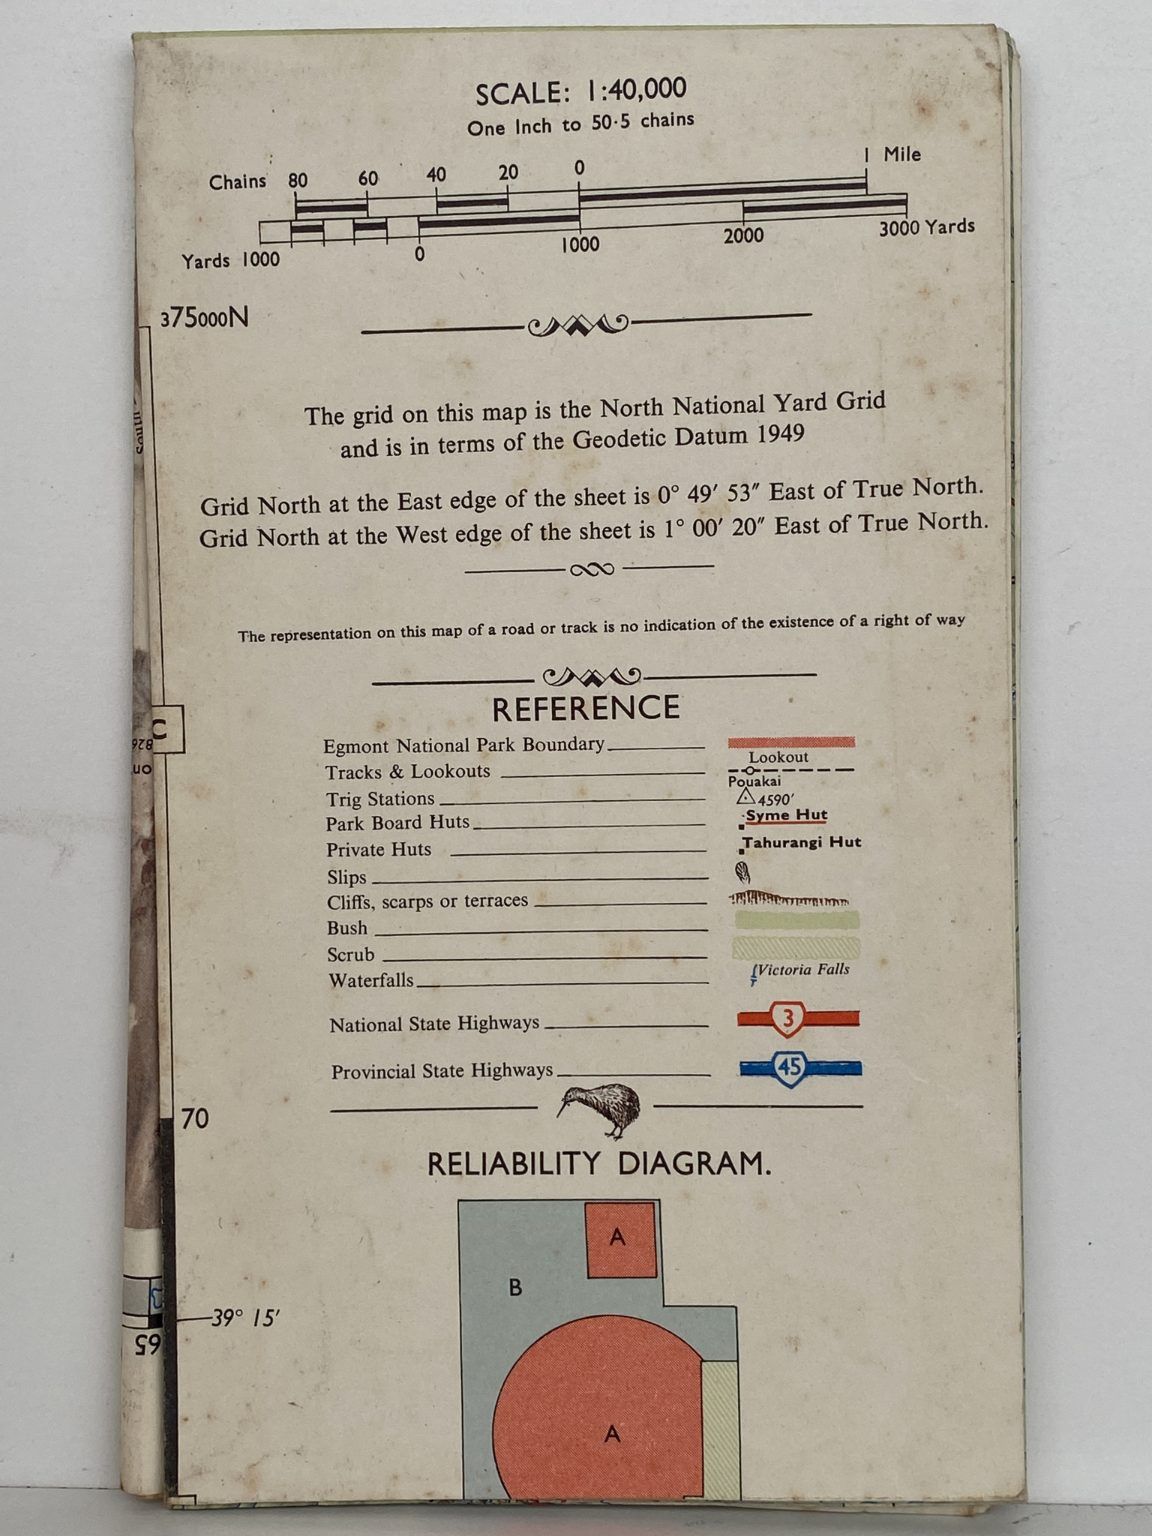 SCALE: 1:40,000
One Inch to 50·5 chains
Chains 80 60 40 20 0 1 Mile
Yards 1000 0 1000 2000 3000 Yards
375000N
The grid on this map is the North National Yard Grid
and is in terms of the Geodetic Datum 1949
Grid North at the East edge of the sheet is 0° 49′ 53″ East of True North.
Grid North at the West edge of the sheet is 1° 00′ 20″ East of True North.
The representation on this map of a road or track is no indication of the existence of a right of way
REFERENCE
Egmont National Park Boundary
Tracks & Lookouts Lookout
Trig Stations Pouakai 4590′
Park Board Huts Syme Hut
Private Huts Tahurangi Hut
Slips
Cliffs, scarps or terraces
Bush
Scrub
Waterfalls Victoria Falls
National State Highways 3
Provincial State Highways 45
C
70
RELIABILITY DIAGRAM.
A
B
39° 15′
65
A